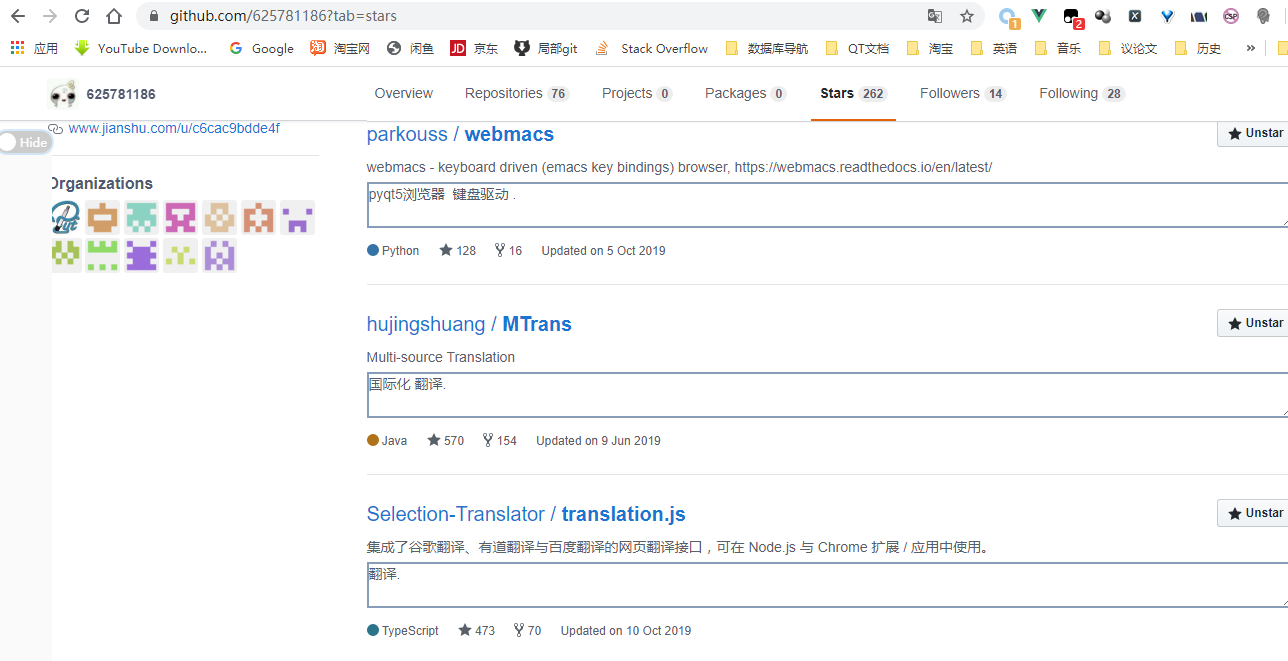 github.com/625781186?tab=stars
1
2
CSP
应用 YouTube Downlo... Google 淘 淘宝网 闲鱼 JD 京东 局部git Stack Overflow 数据库导航 QT文档 淘宝 英语 音乐 议论文 历史 »
625781186 Overview Repositories 76 Projects 0 Packages 0 Stars 262 Followers 14 Following 28
www.jianshu.com/u/c6cac9bdde4f
Hide
Organizations
Pyt
parkouss / webmacs Unstar
webmacs - keyboard driven (emacs key bindings) browser, https://webmacs.readthedocs.io/en/latest/
pyqt5浏览器 键盘驱动 .
Python 128 16 Updated on 5 Oct 2019
hujingshuang / MTrans Unstar
Multi-source Translation
国际化 翻译.
Java 570 154 Updated on 9 Jun 2019
Selection-Translator / translation.js Unstar
集成了谷歌翻译、有道翻译与百度翻译的网页翻译接口，可在 Node.js 与 Chrome 扩展 / 应用中使用。
翻译.
TypeScript 473 70 Updated on 10 Oct 2019